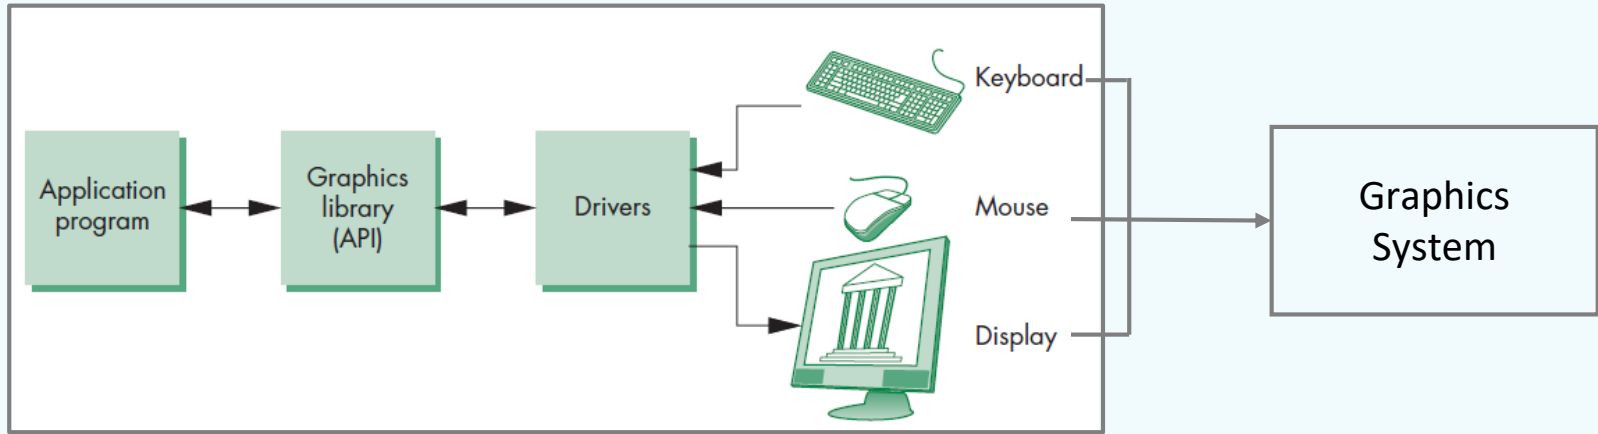 Application
program
Graphics
library
(API)
Drivers
Keyboard
Mouse
Display
Graphics
System